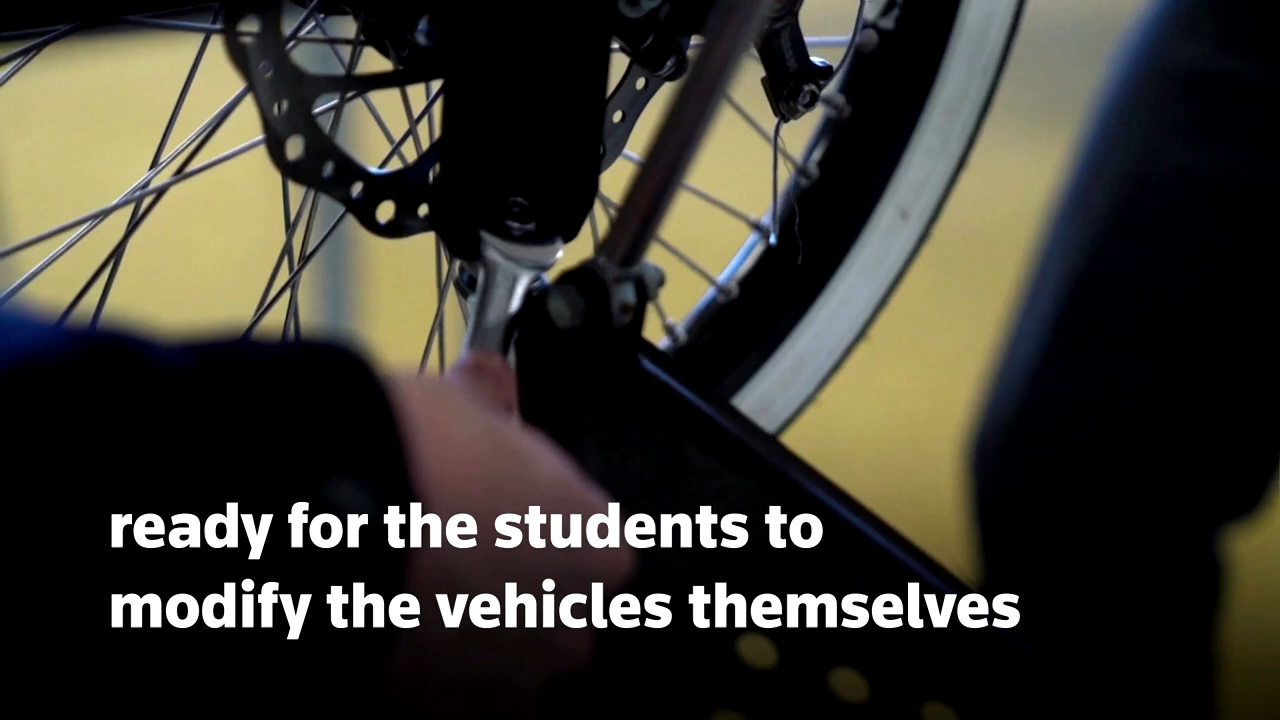 ready for the students to
modify the vehicles themselves